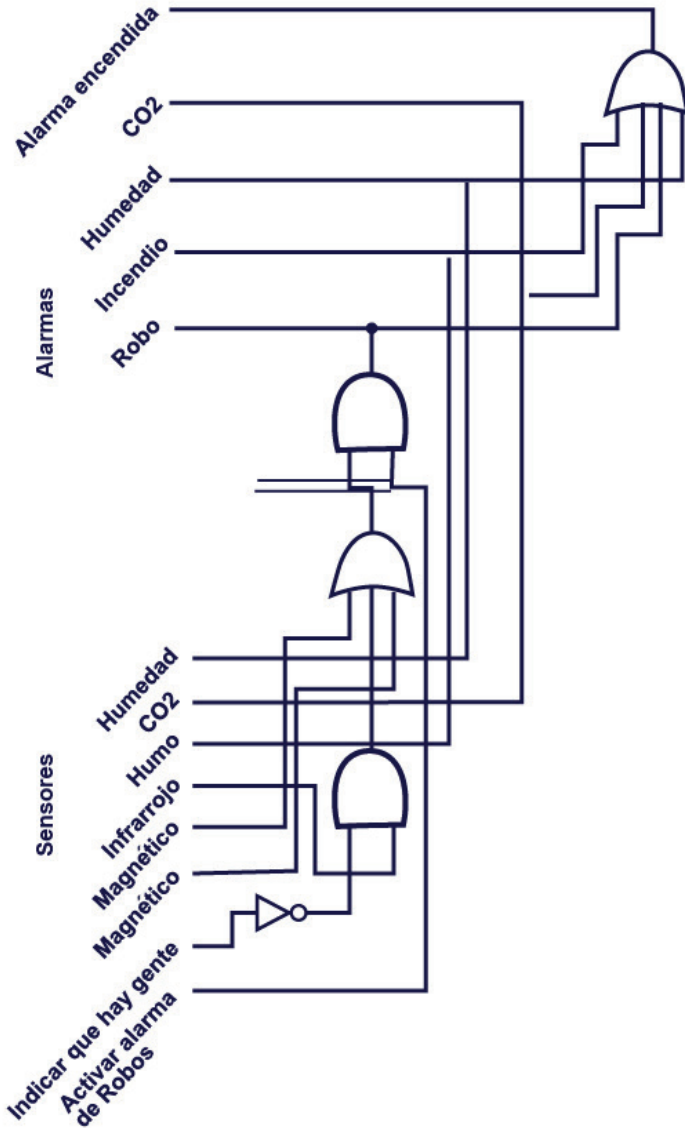 Alarma encendida
CO2
Humedad
Incendio
Robo
Alarmas
Humedad
CO2
Humo
Infrarrojo
Magnético
Magnético
Indicar que hay gente
Activar alarma
de Robos
Sensores